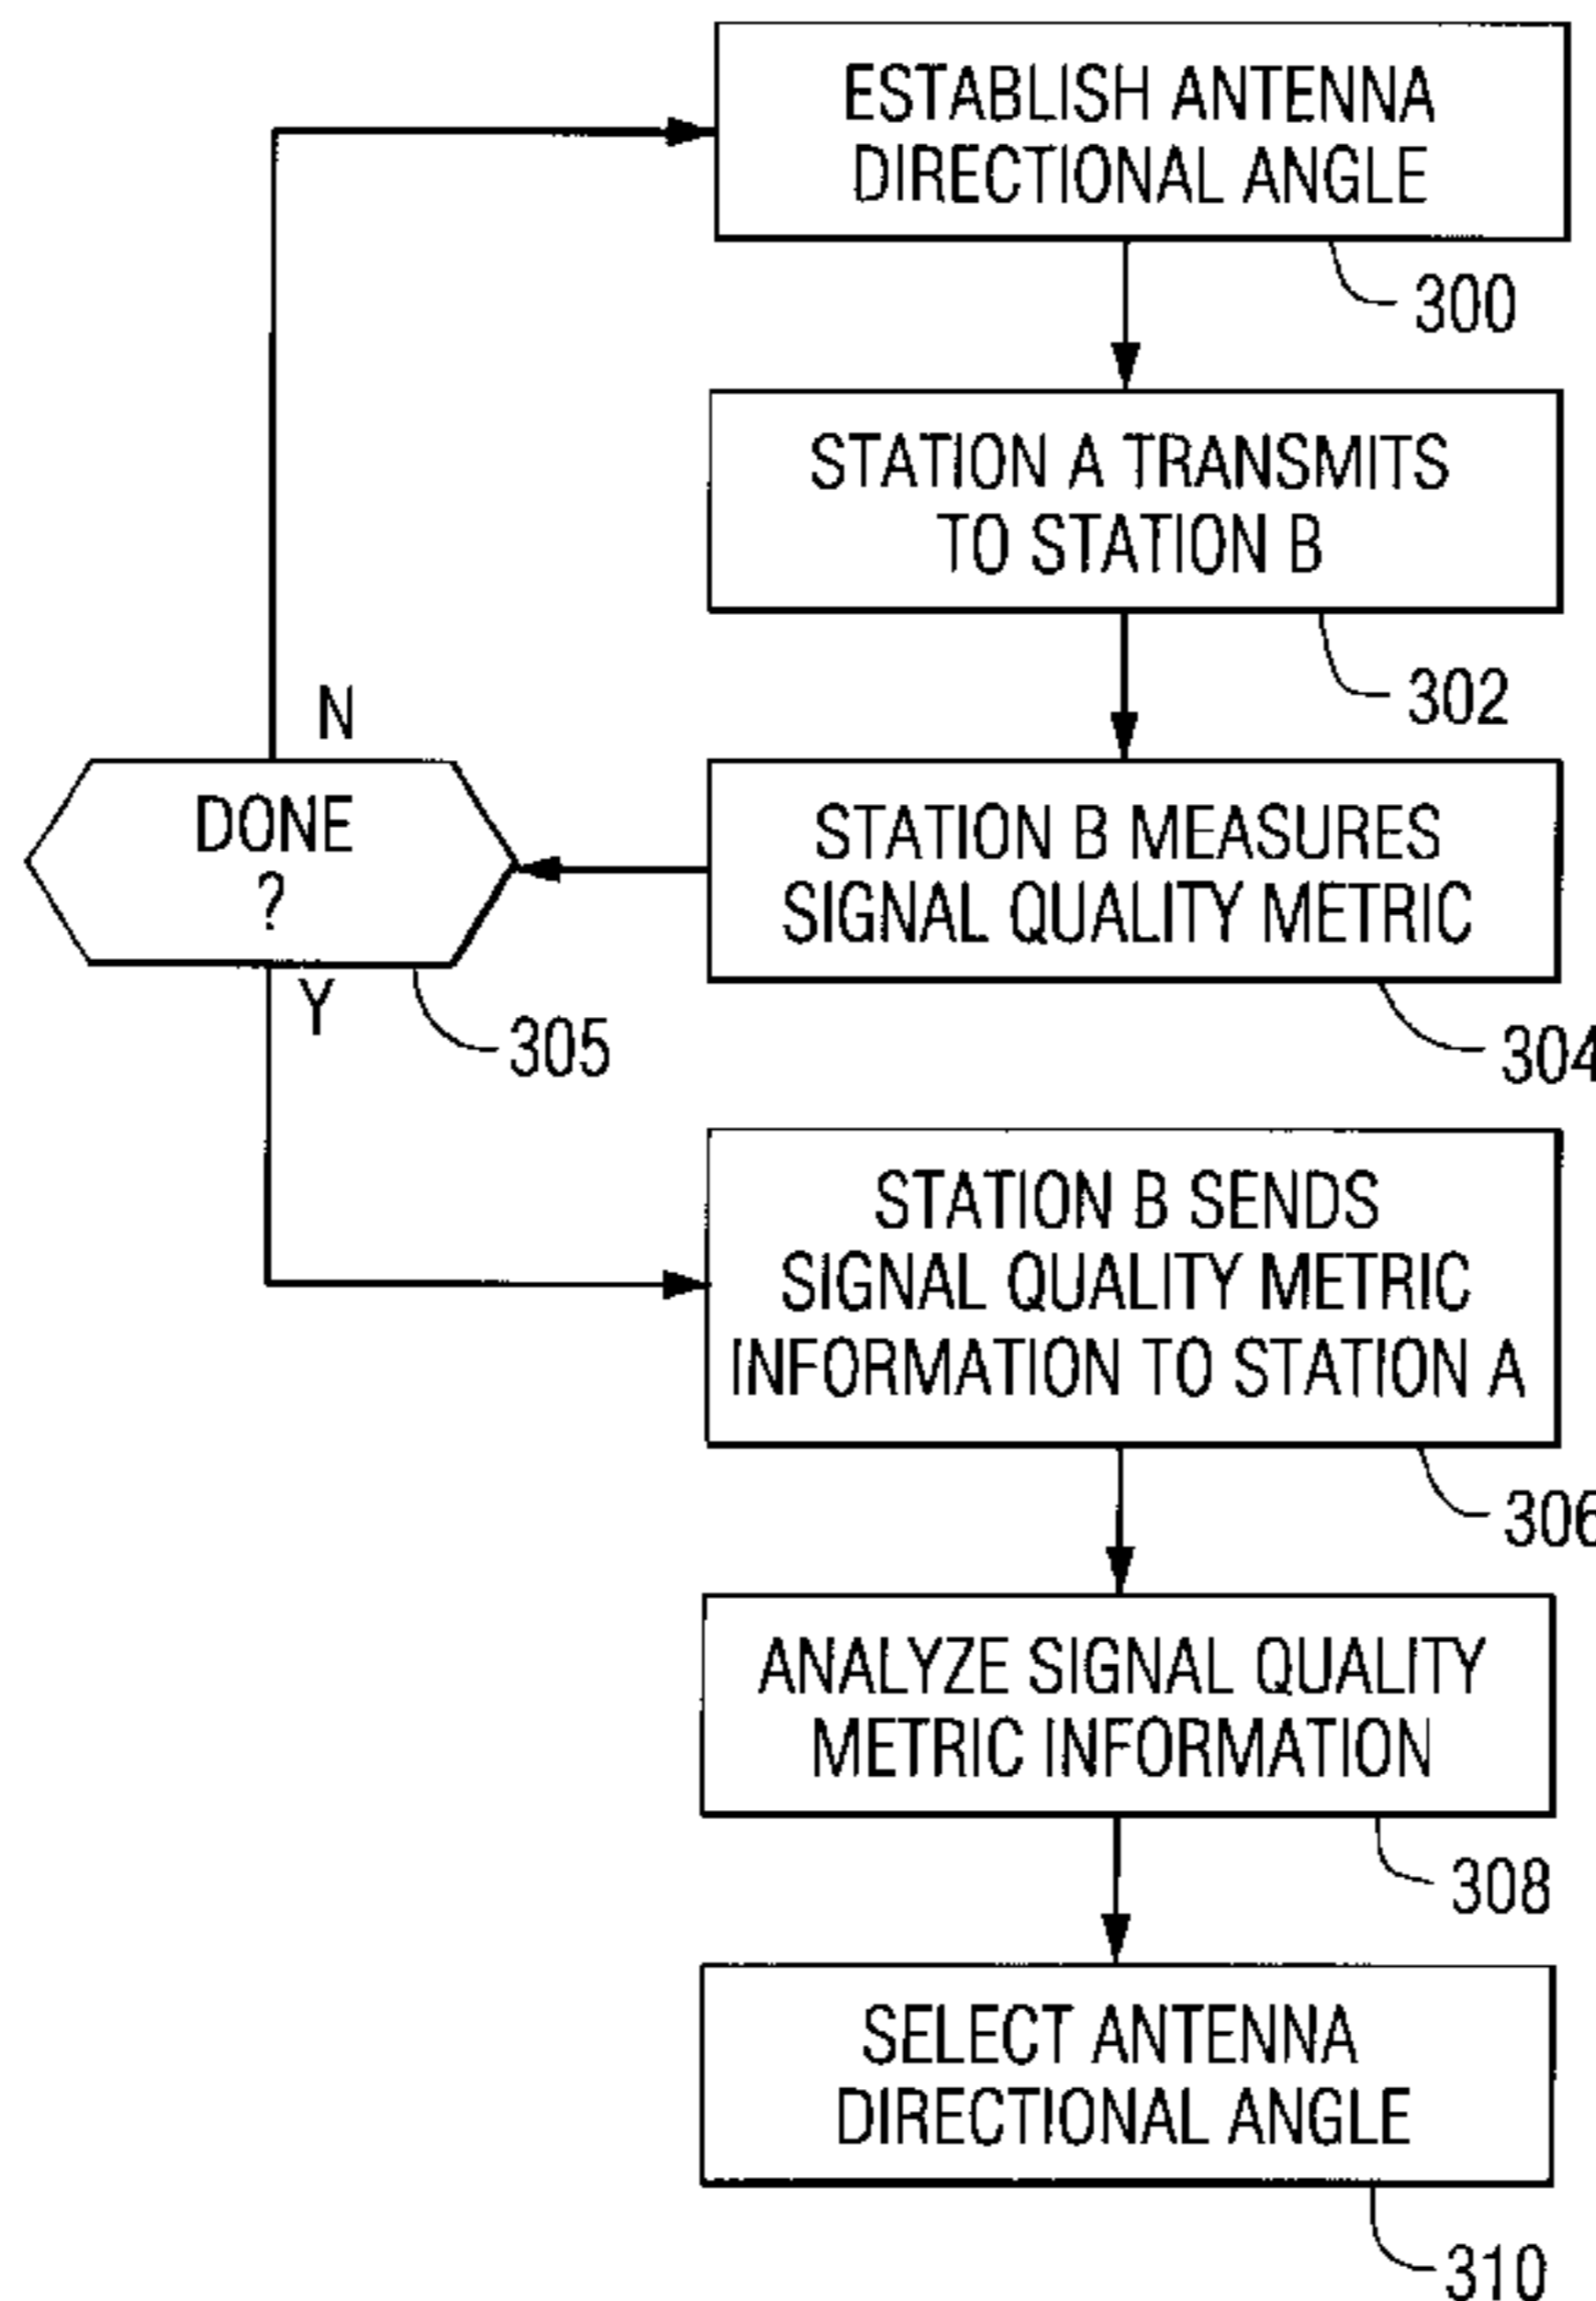 ESTABLISH ANTENNA
DIRECTIONAL ANGLE
300
STATION A TRANSMITS
TO STATION B
302
N
DONE
?
Y
305
STATION B MEASURES
SIGNAL QUALITY METRIC
304
STATION B SENDS
SIGNAL QUALITY METRIC
INFORMATION TO STATION A
306
ANALYZE SIGNAL QUALITY
METRIC INFORMATION
308
SELECT ANTENNA
DIRECTIONAL ANGLE
310